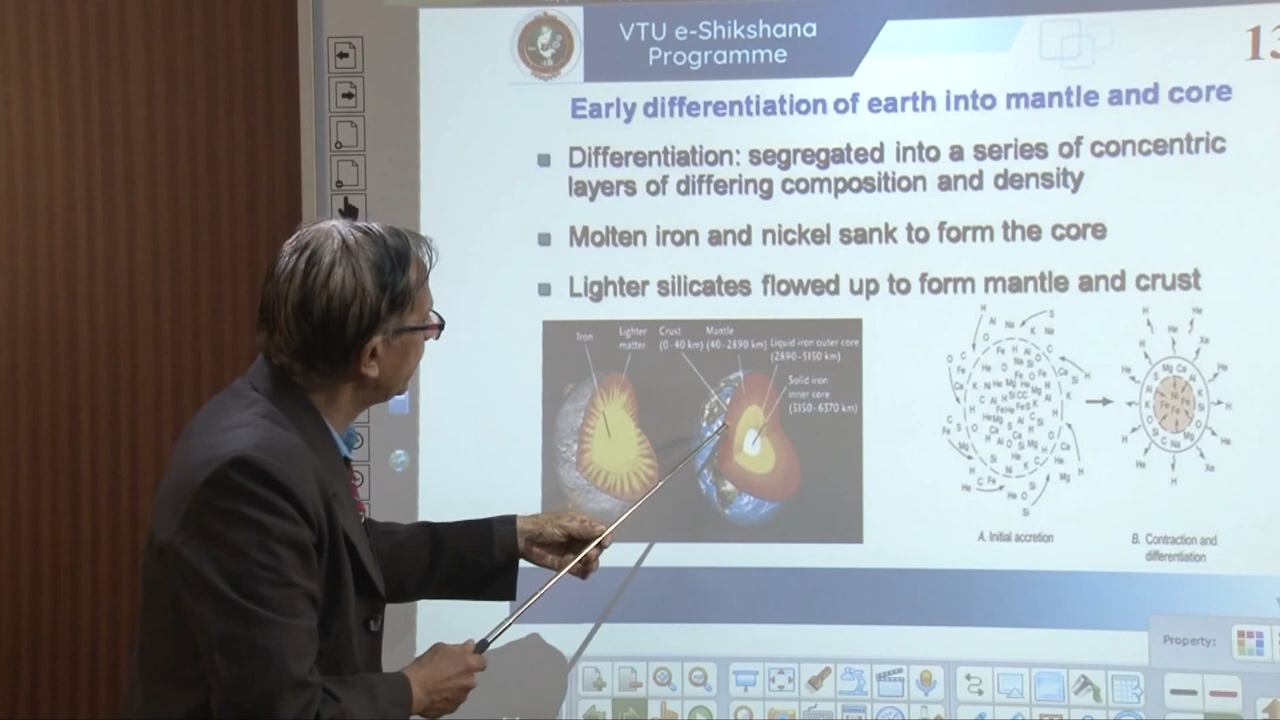 VTU e-Shikshana
Programme
13
Early differentiation of earth into mantle and core
Differentiation: segregated into a series of concentric
layers of differing composition and density
Molten iron and nickel sank to form the core
Lighter silicates flowed up to form mantle and crust
Iron
Lighter
matter
Crust
(0-40 km)
Mantle
(40-2890 km)
Liquid iron outer core
(2890-5150 km)
Solid iron
inner core
(5150-6370 km)
A. Initial accretion
B. Contraction and
differentiation
Property: